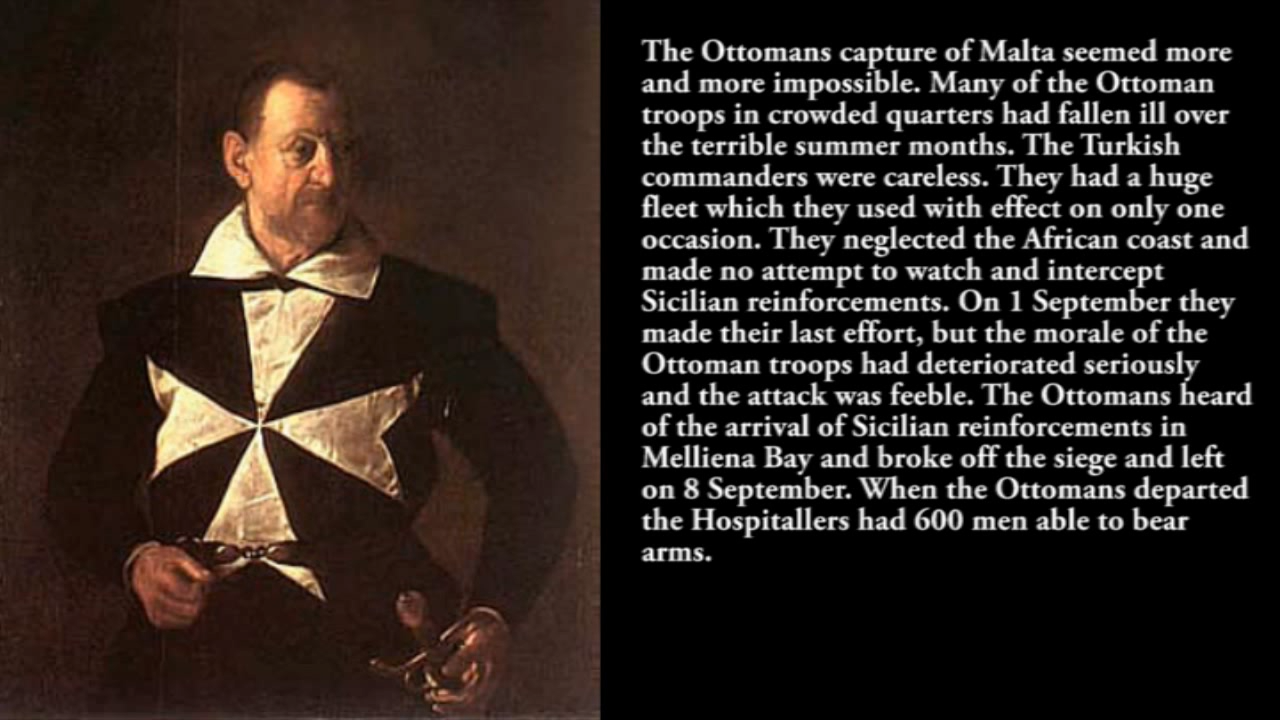 The Ottomans capture of Malta seemed more
and more impossible. Many of the Ottoman
troops in crowded quarters had fallen ill over
the terrible summer months. The Turkish
commanders were careless. They had a huge
fleet which they used with effect on only one
occasion. They neglected the African coast and
made no attempt to watch and intercept
Sicilian reinforcements. On 1 September they
made their last effort, but the morale of the
Ottoman troops had deteriorated seriously
and the attack was feeble. The Ottomans heard
of the arrival of Sicilian reinforcements in
Melliena Bay and broke off the siege and left
on 8 September. When the Ottomans departed
the Hospitallers had 600 men able to bear
arms.